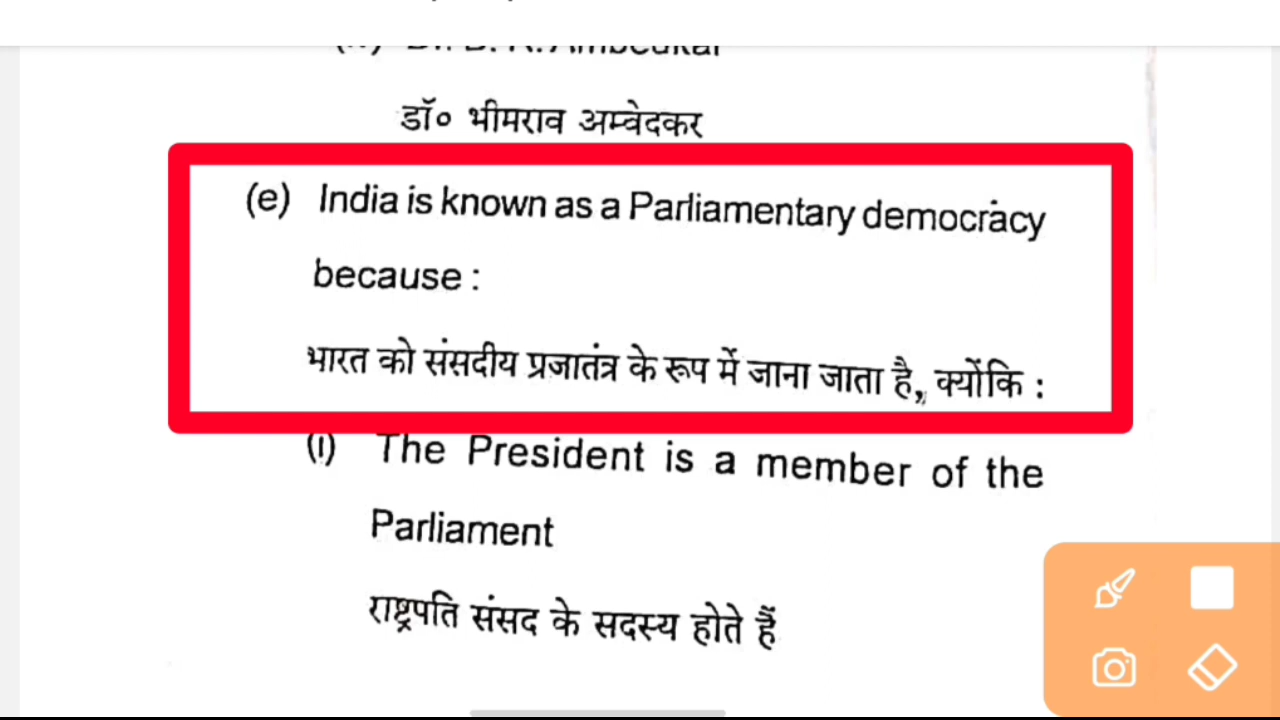 डॉ० भीमराव अम्वेदकर
(e) India is known as a Parliamentary democracy
because :
भारत को संसदीय प्रजातंत्र के रूप में जाना जाता है,, क्योंकि :
(i) The President is a member of the
Parliament
राष्ट्रपति संसद के सदस्य होते हैं